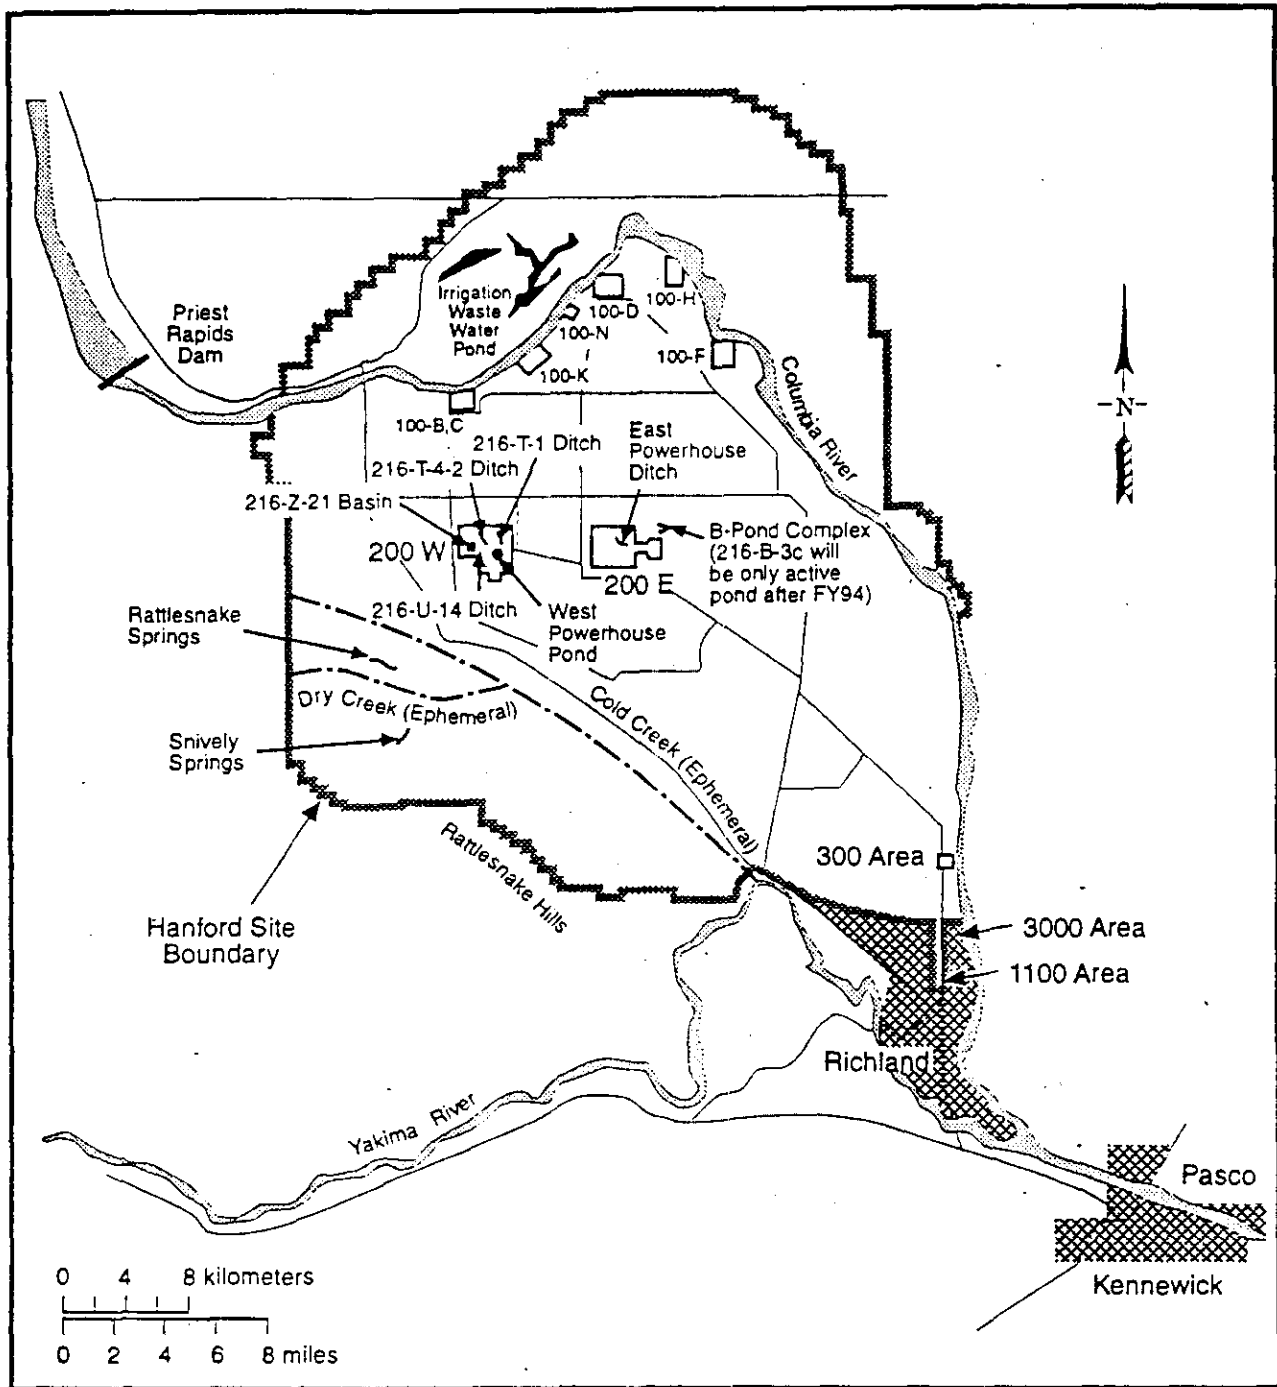 Priest
Rapids
Dam
Irrigation
Waste
Water
Pond
100-H
100-D
100-N
100-F
100-K
100-B,C
Columbia River
-N-
216-T-1 Ditch
216-T-4-2 Ditch
216-Z-21 Basin
East
Powerhouse
Ditch
B-Pond Complex
(216-B-3c will
be only active
pond after FY94)
200 W
200 E
216-U-14 Ditch
West
Powerhouse
Pond
Rattlesnake
Springs
Dry Creek (Ephemeral)
Cold Creek (Ephemeral)
Snively
Springs
Rattlesnake Hills
300 Area
Hanford Site
Boundary
3000 Area
1100 Area
Richland
Yakima River
Pasco
Kennewick
0 4 8 kilometers
0 2 4 6 8 miles